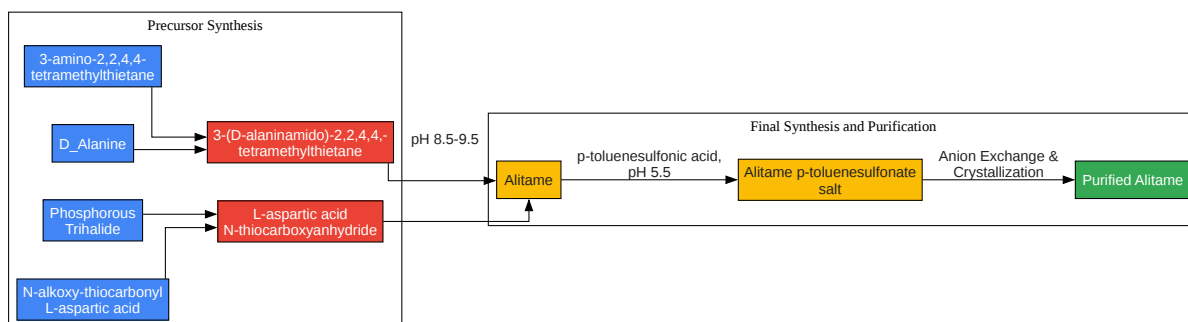 Precursor Synthesis
3-amino-2,2,4,4-
tetramethylthietane
D_Alanine
3-(D-alaninamido)-2,2,4,4,-
tetramethylthietane
Phosphorous
Trihalide
L-aspartic acid
N-thiocarboxyanhydride
N-alkoxy-thiocarbonyl
L-aspartic acid
pH 8.5-9.5
Final Synthesis and Purification
Alitame
p-toluenesulfonic acid,
pH 5.5
Alitame p-toluenesulfonate
salt
Anion Exchange &
Crystallization
Purified Alitame